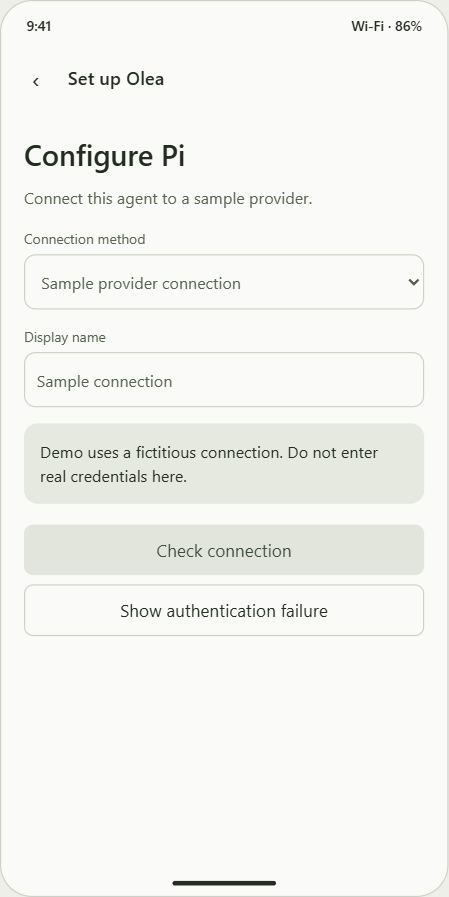 9:41
Wi-Fi · 86%
‹ Set up Olea
Configure Pi
Connect this agent to a sample provider.
Connection method
Sample provider connection
Display name
Sample connection
Demo uses a fictitious connection. Do not enter
real credentials here.
Check connection
Show authentication failure